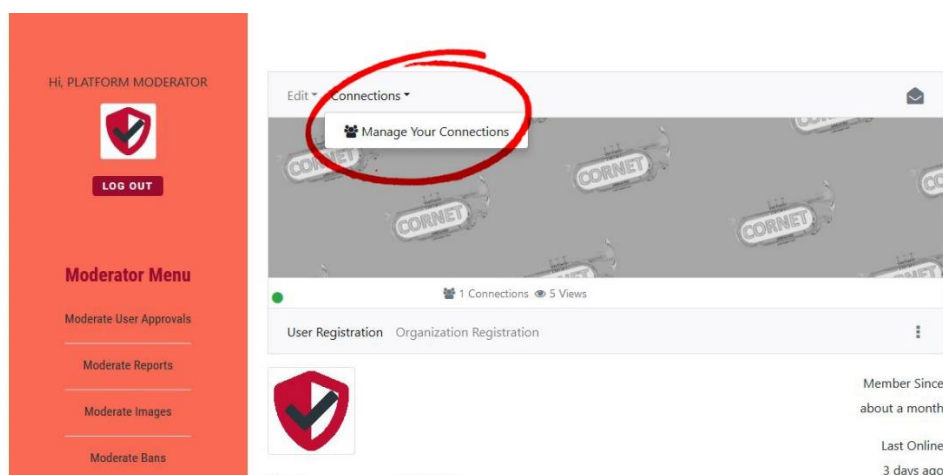 Hi, PLATFORM MODERATOR
LOG OUT
Moderator Menu
Moderate User Approvals
Moderate Reports
Moderate Images
Moderate Bans
Edit Connections
Manage Your Connections
CORNET
CORNET
CORNET
CORNET
1 Connections 5 Views
User Registration Organization Registration
Member Since
about a month
Last Online
3 days ago